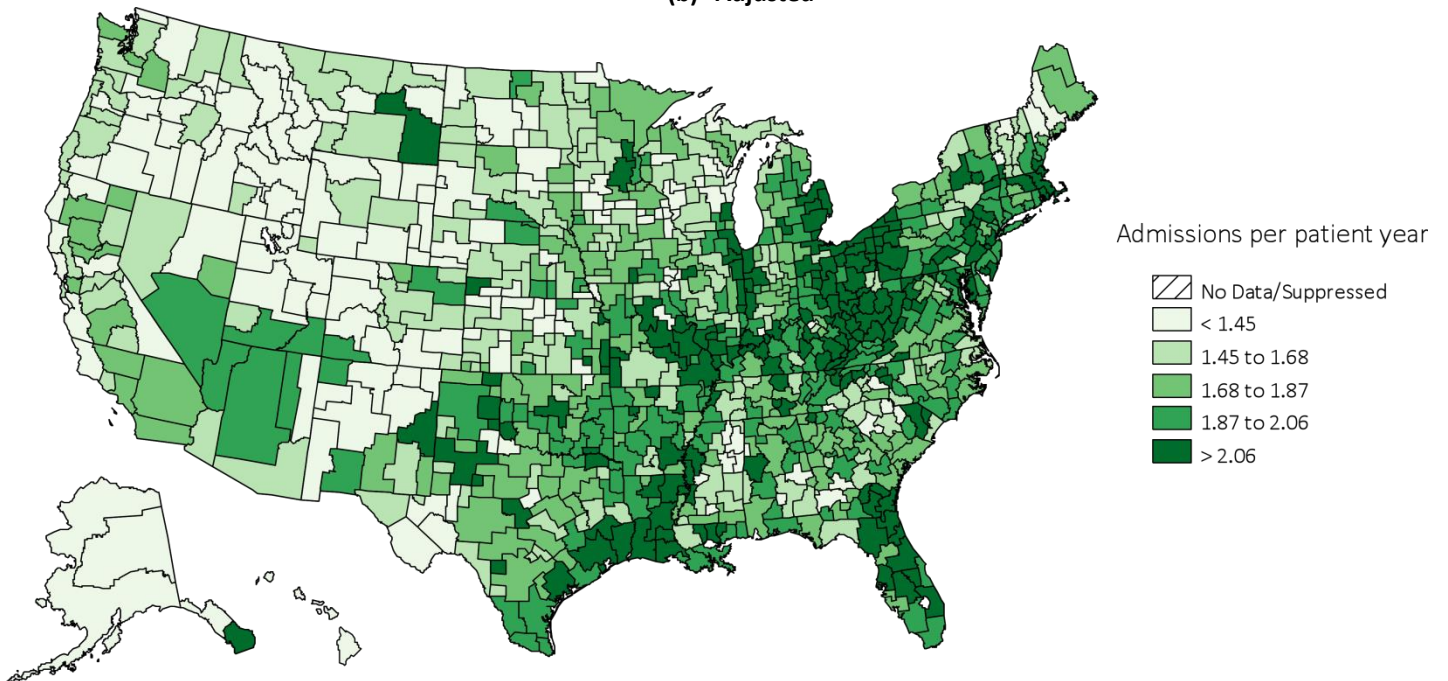 (b) Adjusted
Admissions per patient year
No Data/Suppressed
< 1.45
1.45 to 1.68
1.68 to 1.87
1.87 to 2.06
> 2.06